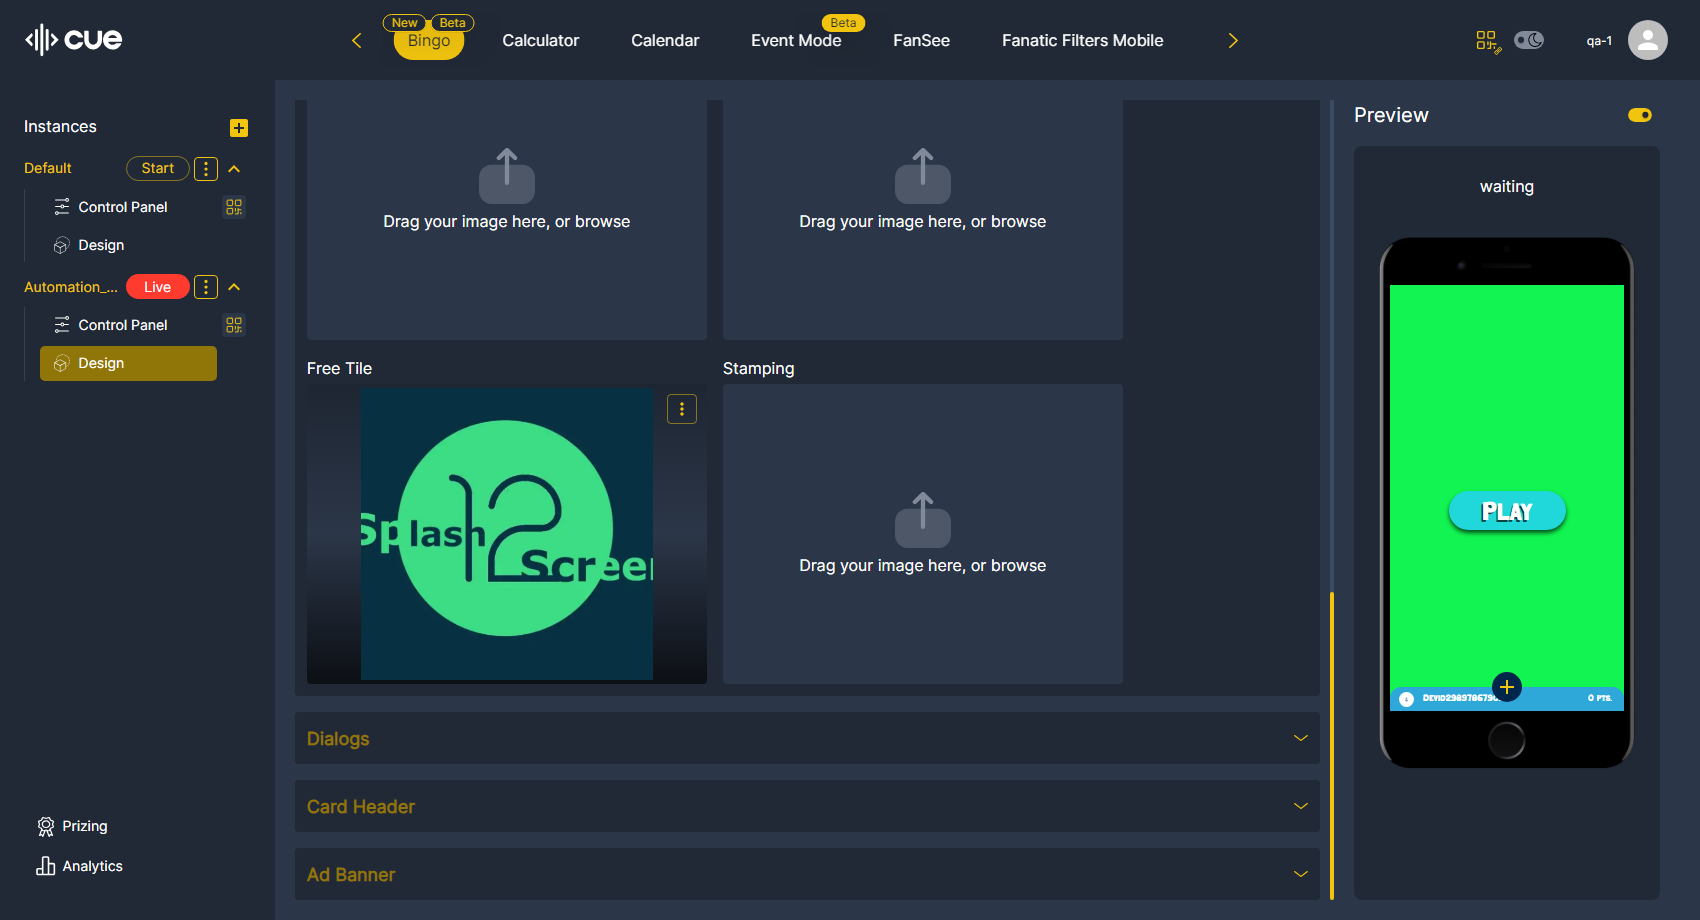 cue
New
Beta
Bingo
Calculator
Calendar
Beta
Event Mode
FanSee
Fanatic Filters Mobile
qa-1
Instances
Default
Start
Control Panel
Design
Automation_...
Live
Control Panel
Design
Prizing
Analytics
Drag your image here, or browse
Drag your image here, or browse
Free Tile
Stamping
Splash
12
Screen
Drag your image here, or browse
Dialogs
Card Header
Ad Banner
Preview
waiting
PLAY
0 PTS.